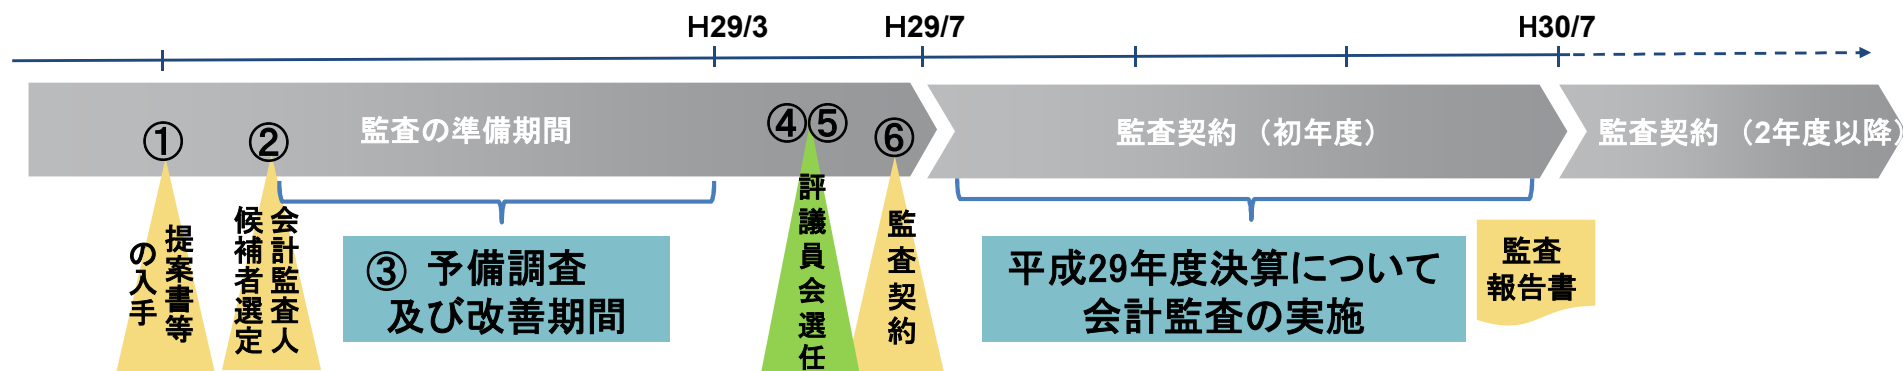 H29/3
H29/7
H30/7
監査の準備期間
監査契約（初年度）
監査契約（2年度以降）
①
②
④⑤
⑥
提案書等
の入手
会計監査人
候補者選定
③ 予備調査
及び改善期間
評議員会選任
監査契約
平成29年度決算について
会計監査の実施
監査
報告書